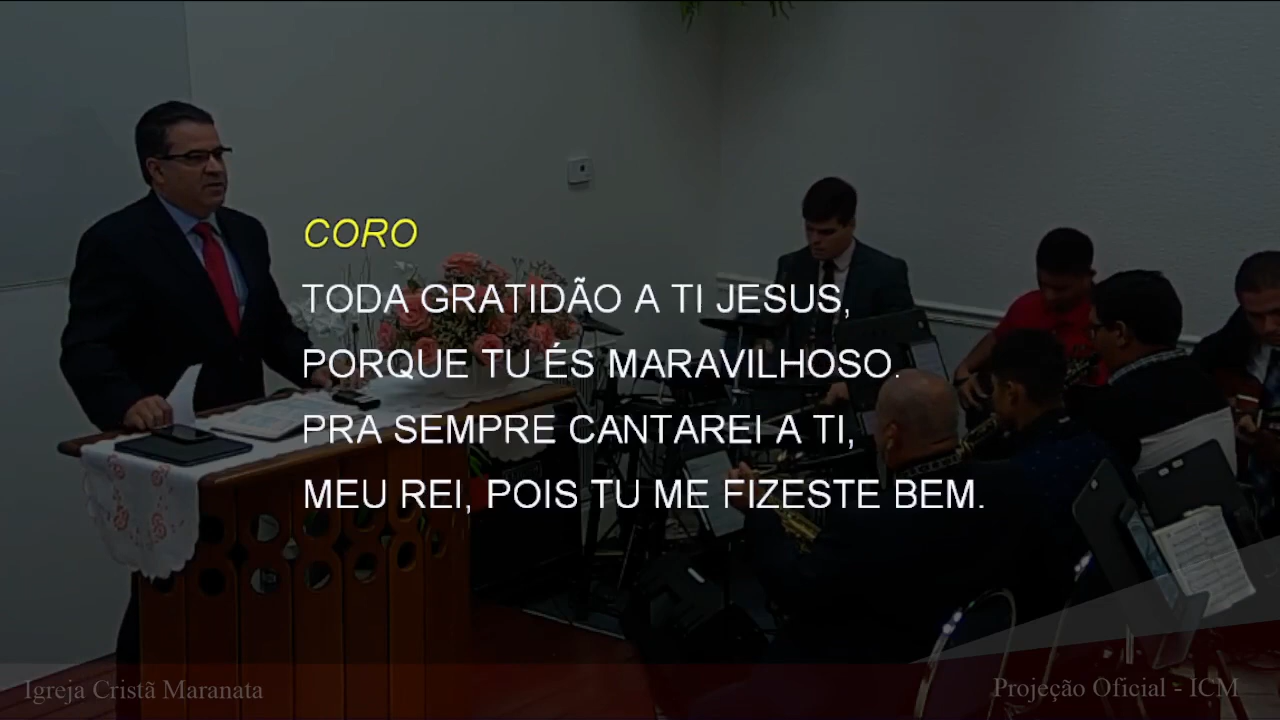 CORO
TODA GRATIDÃO A TI JESUS,
PORQUE TU ÉS MARAVILHOSO.
PRA SEMPRE CANTAREI A TI,
MEU REI, POIS TU ME FIZESTE BEM.
Igreja Cristã Maranata
Projeção Oficial - ICM